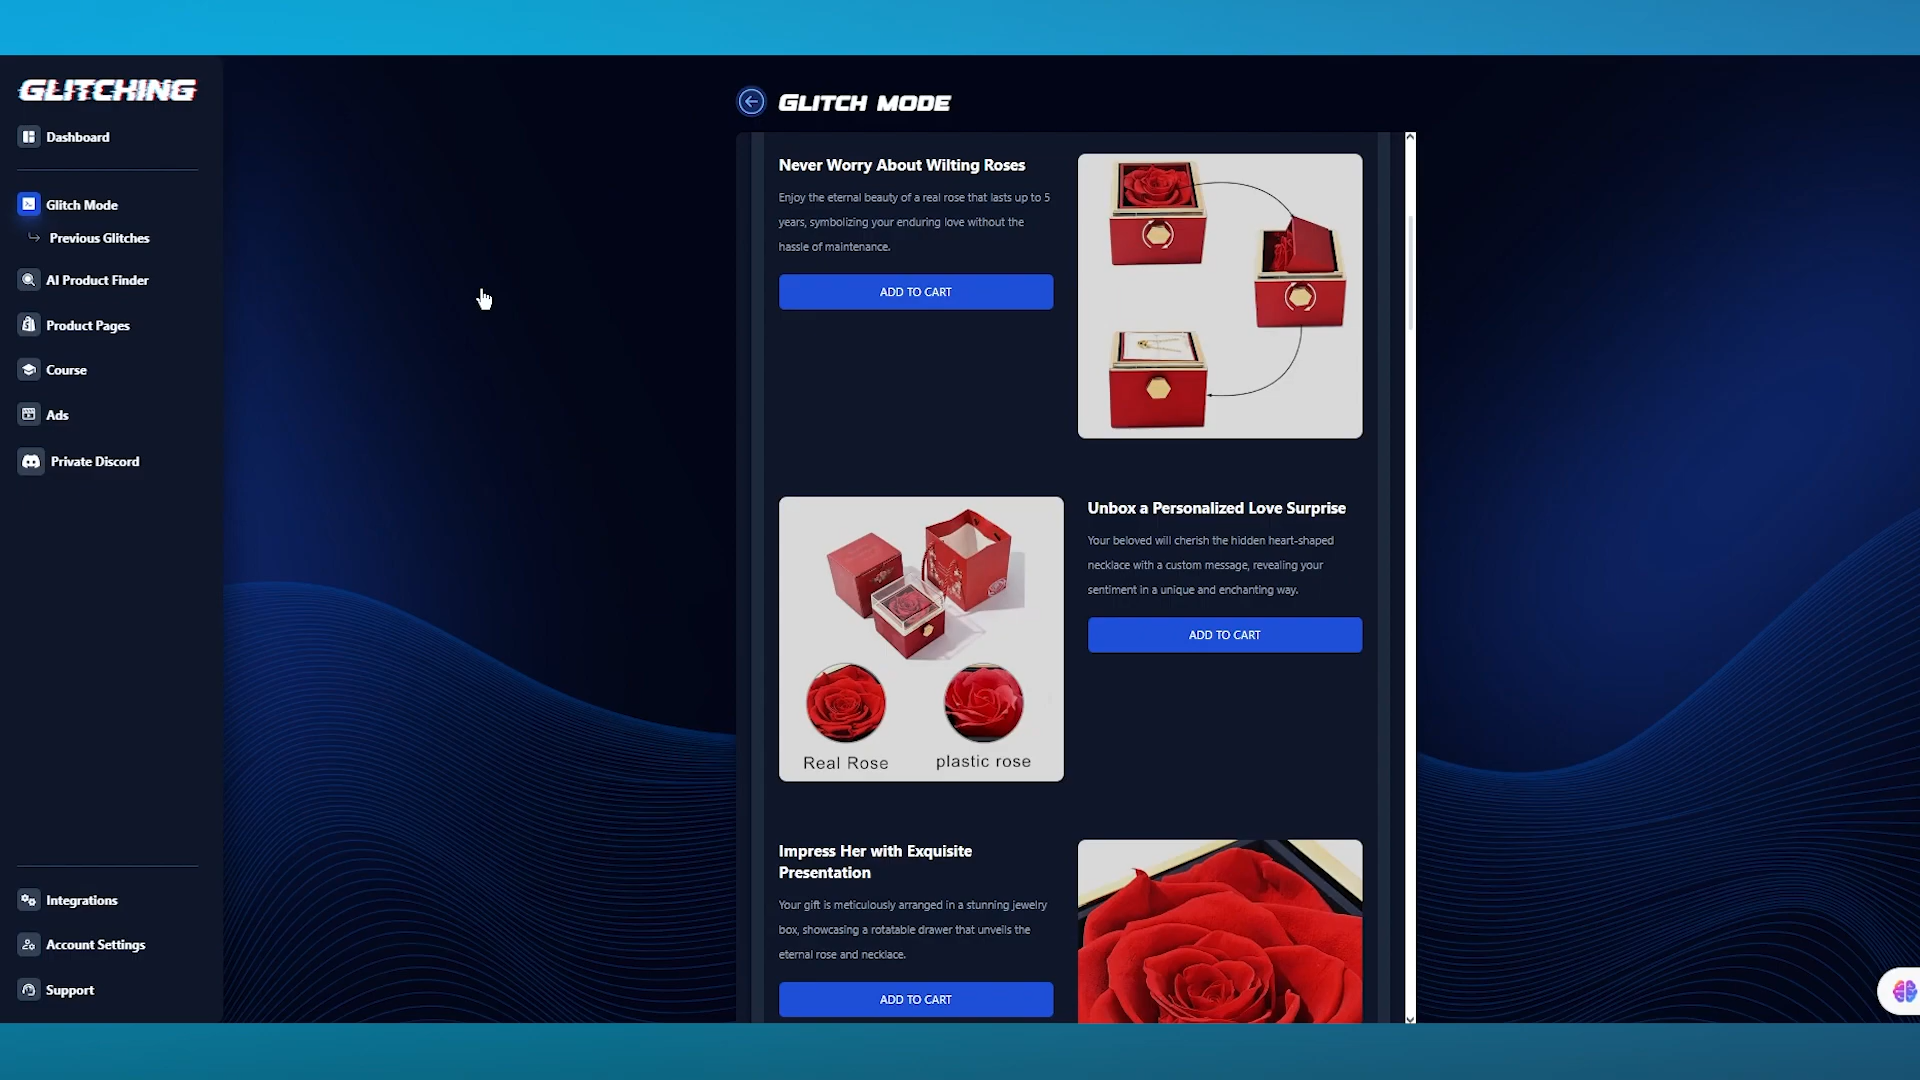 GLITCHING
Dashboard
Glitch Mode
Previous Glitches
AI Product Finder
Product Pages
Course
Ads
Private Discord
Integrations
Account Settings
Support
GLITCH MODE
Never Worry About Wilting Roses
Enjoy the eternal beauty of a real rose that lasts up to 5
years, symbolizing your enduring love without the
hassle of maintenance.
ADD TO CART
Real Rose
plastic rose
Unbox a Personalized Love Surprise
Your beloved will cherish the hidden heart-shaped
necklace with a custom message, revealing your
sentiment in a unique and enchanting way.
ADD TO CART
Impress Her with Exquisite
Presentation
Your gift is meticulously arranged in a stunning jewelry
box, showcasing a rotatable drawer that unveils the
eternal rose and necklace.
ADD TO CART